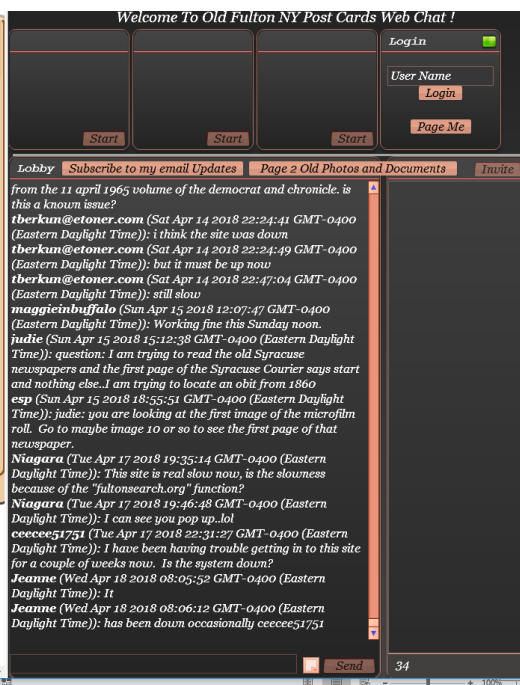 Welcome To Old Fulton NY Post Cards Web Chat !
Login
User Name
Login
Start
Start
Start
Page Me
Lobby
Subscribe to my email Updates
Page 2 Old Photos and Documents
Invite
from the 11 april 1965 volume of the democrat and chronicle. is
this a known issue?
tberkun@etoner.com (Sat Apr 14 2018 22:24:41 GMT-0400
(Eastern Daylight Time)): i think the site was down
tberkun@etoner.com (Sat Apr 14 2018 22:24:49 GMT-0400
(Eastern Daylight Time)): but it must be up now
tberkun@etoner.com (Sat Apr 14 2018 22:47:04 GMT-0400
(Eastern Daylight Time)): still slow
maggieinbuffalo (Sun Apr 15 2018 12:07:47 GMT-0400
(Eastern Daylight Time)): Working fine this Sunday noon.
judie (Sun Apr 15 2018 15:12:38 GMT-0400 (Eastern Daylight
Time)): question: I am trying to read the old Syracuse
newspapers and the first page of the Syracuse Courier says start
and nothing else..I am trying to locate an obit from 1860
esp (Sun Apr 15 2018 18:55:51 GMT-0400 (Eastern Daylight
Time)): judie: you are looking at the first image of the microfilm
roll.  Go to maybe image 10 or so to see the first page of that
newspaper.
Niagara (Tue Apr 17 2018 19:35:14 GMT-0400 (Eastern
Daylight Time)): This site is real slow now, is the slowness
because of the "fultonsearch.org" function?
Niagara (Tue Apr 17 2018 19:46:48 GMT-0400 (Eastern
Daylight Time)): I can see you pop up..lol
ceecee51751 (Tue Apr 17 2018 22:31:27 GMT-0400 (Eastern
Daylight Time)): I have been having trouble getting in to this site
for a couple of weeks now.  Is the system down?
Jeanne (Wed Apr 18 2018 08:05:52 GMT-0400 (Eastern
Daylight Time)): It
Jeanne (Wed Apr 18 2018 08:06:12 GMT-0400 (Eastern
Daylight Time)): has been down occasionally ceecee51751
Send
34
100%